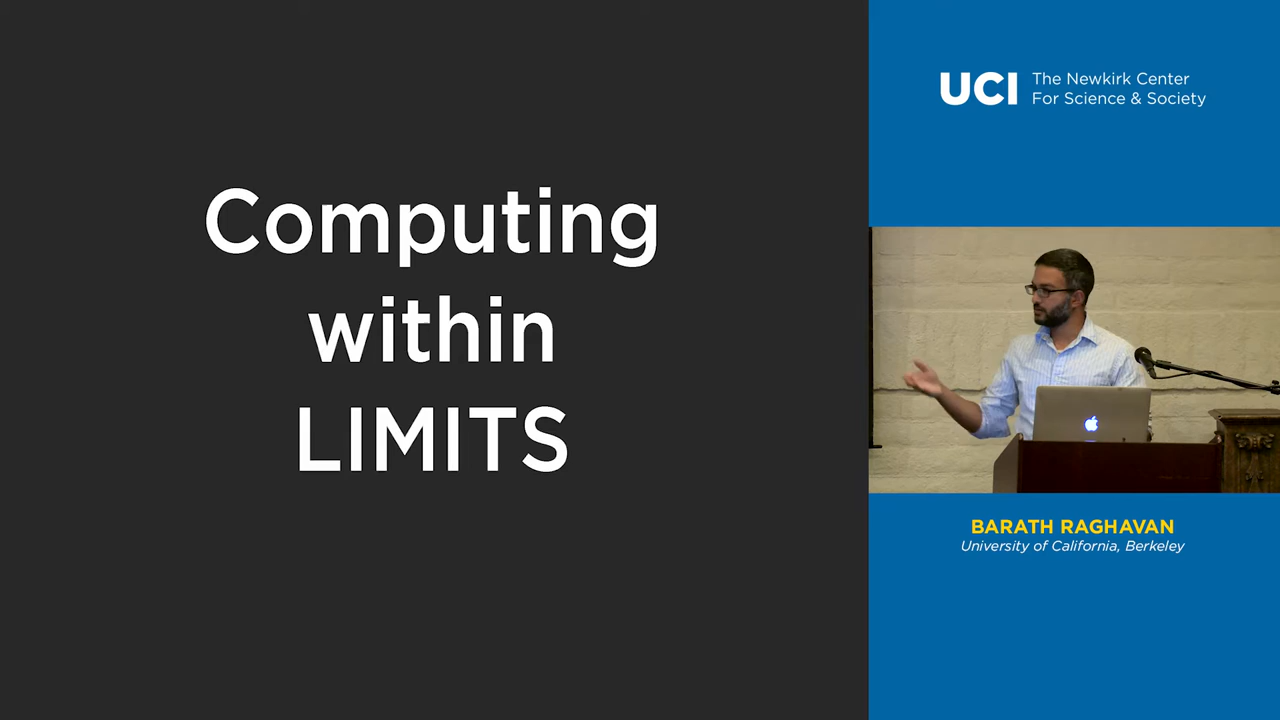 Computing
within
LIMITS
UCI The Newkirk Center
For Science & Society
BARATH RAGHAVAN
University of California, Berkeley